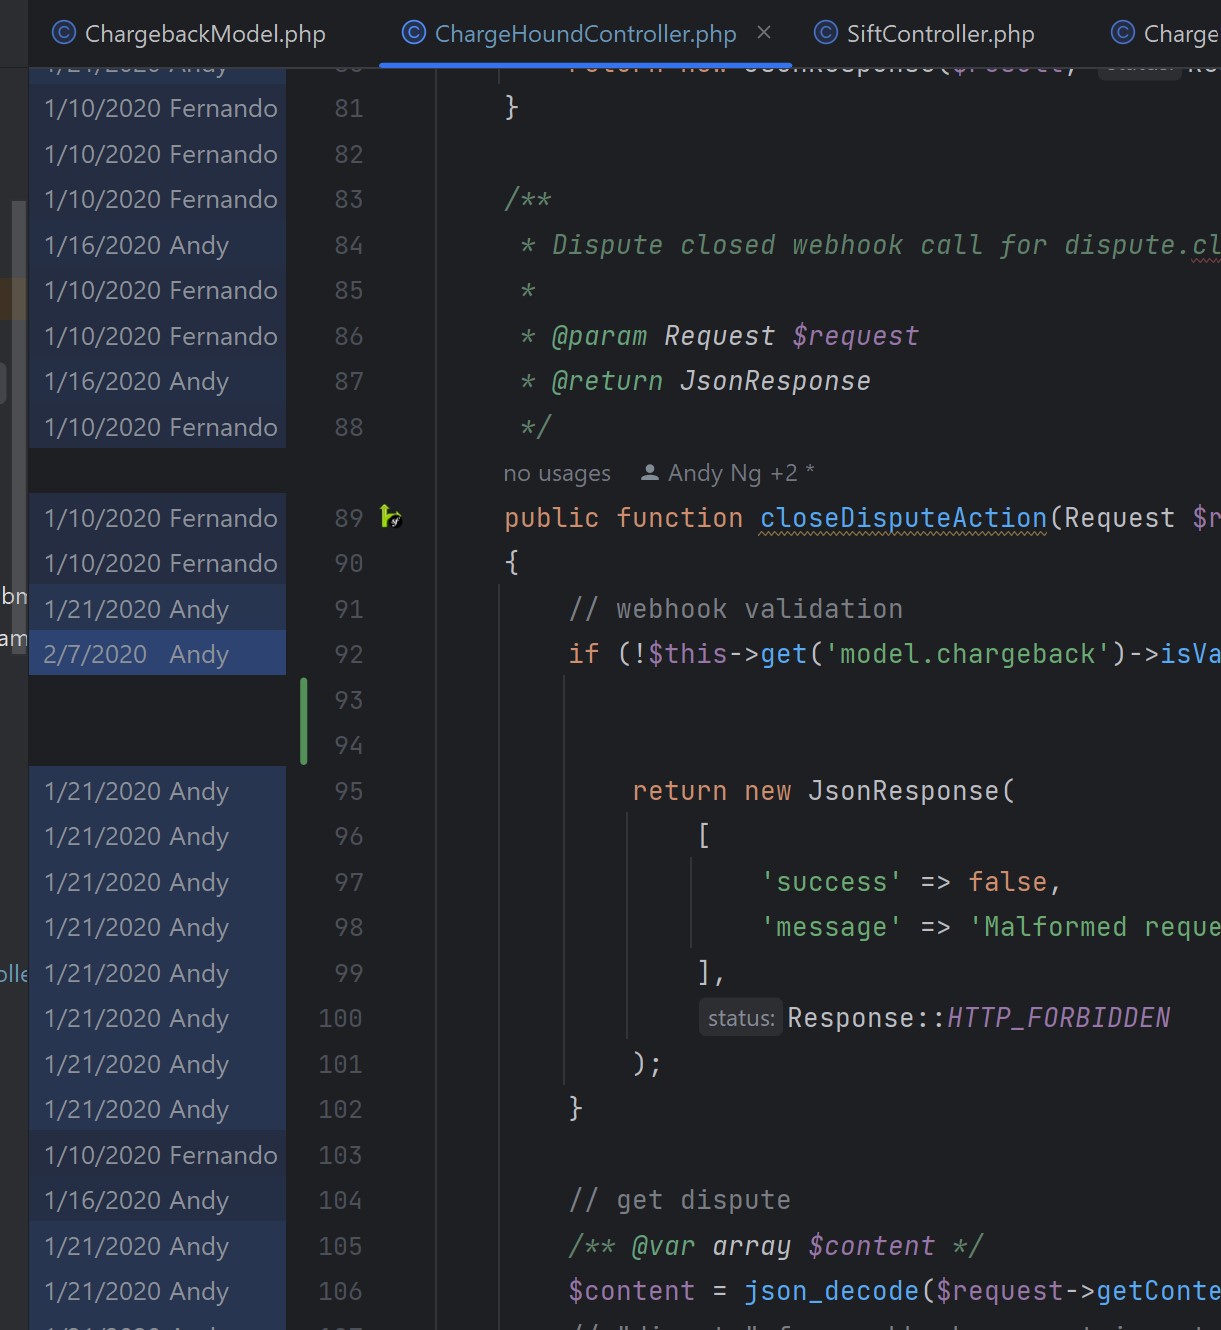 ChargebackModel.php ChargeHoundController.php SiftController.php Charge
1/21/2020 Andy return new JsonResponse($result, status: R
1/10/2020 Fernando 81 }
1/10/2020 Fernando 82
1/10/2020 Fernando 83 /**
1/16/2020 Andy 84 * Dispute closed webhook call for dispute.cl
1/10/2020 Fernando 85 *
1/10/2020 Fernando 86 * @param Request $request
1/16/2020 Andy 87 * @return JsonResponse
1/10/2020 Fernando 88 */
no usages Andy Ng +2 *
1/10/2020 Fernando 89 public function closeDisputeAction(Request $r
1/10/2020 Fernando 90 {
1/21/2020 Andy 91 // webhook validation
2/7/2020 Andy 92 if (!$this->get('model.chargeback')->isVa
93
94
1/21/2020 Andy 95 return new JsonResponse(
1/21/2020 Andy 96 [
1/21/2020 Andy 97 'success' => false,
1/21/2020 Andy 98 'message' => 'Malformed reque
1/21/2020 Andy 99 ],
1/21/2020 Andy 100 status: Response::HTTP_FORBIDDEN
1/21/2020 Andy 101 );
1/21/2020 Andy 102 }
1/10/2020 Fernando 103
1/16/2020 Andy 104 // get dispute
1/21/2020 Andy 105 /** @var array $content */
1/21/2020 Andy 106 $content = json_decode($request->getConte